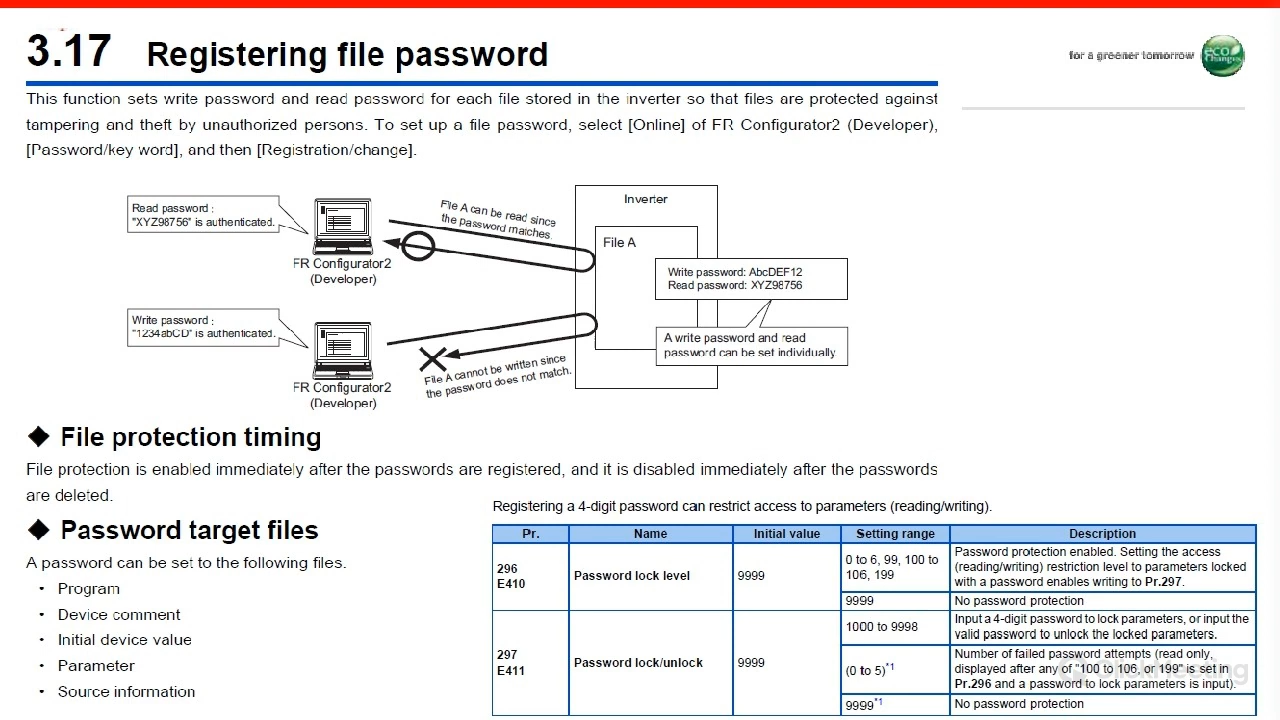 3.17 Registering file password
for a greener tomorrow
eco
Changes
This function sets write password and read password for each file stored in the inverter so that files are protected against
tampering and theft by unauthorized persons. To set up a file password, select [Online] of FR Configurator2 (Developer),
[Password/key word], and then [Registration/change].
Read password :
"XYZ98756" is authenticated.
FR Configurator2
(Developer)
File A can be read since
the password matches.
Inverter
File A
Write password: AbcDEF12
Read password: XYZ98756
A write password and read
password can be set individually.
Write password :
"1234abCD" is authenticated.
FR Configurator2
(Developer)
File A cannot be written since
the password does not match.
◆ File protection timing
File protection is enabled immediately after the passwords are registered, and it is disabled immediately after the passwords
are deleted.
◆ Password target files
A password can be set to the following files.
• Program
• Device comment
• Initial device value
• Parameter
• Source information
Registering a 4-digit password can restrict access to parameters (reading/writing).
Pr. Name Initial value Setting range Description
296
E410
Password lock level
9999
0 to 6, 99, 100 to
106, 199
Password protection enabled. Setting the access
(reading/writing) restriction level to parameters locked
with a password enables writing to Pr.297.
9999 No password protection
297
E411
Password lock/unlock
9999
1000 to 9998
Input a 4-digit password to lock parameters, or input the
valid password to unlock the locked parameters.
(0 to 5)*1
Number of failed password attempts (read only,
displayed after any of "100 to 106, or 199" is set in
Pr.296 and a password to lock parameters is input).
9999*1 No password protection
ClickMeeting